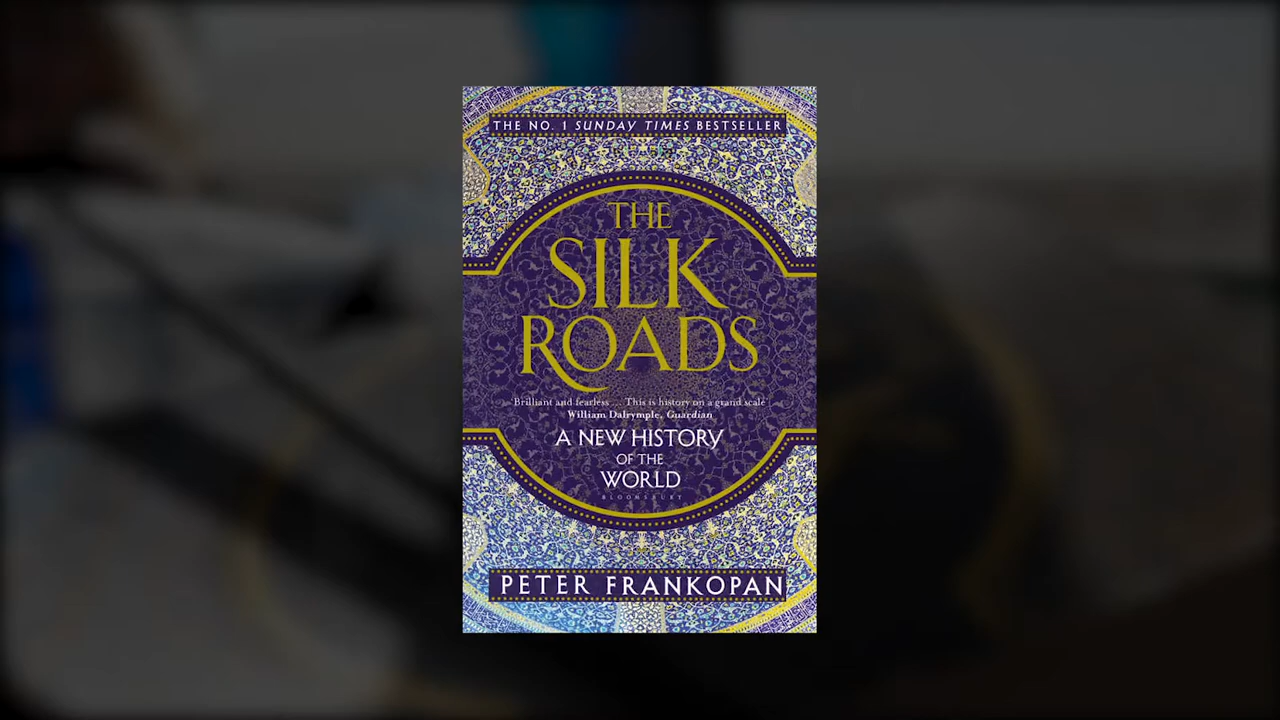 THE NO. 1 SUNDAY TIMES BESTSELLER
THE
SILK
ROADS
'Brilliant and fearless ... This is history on a grand scale'
William Dalrymple, Guardian
A NEW HISTORY
OF THE
WORLD
BLOOMSBURY
PETER FRANKOPAN